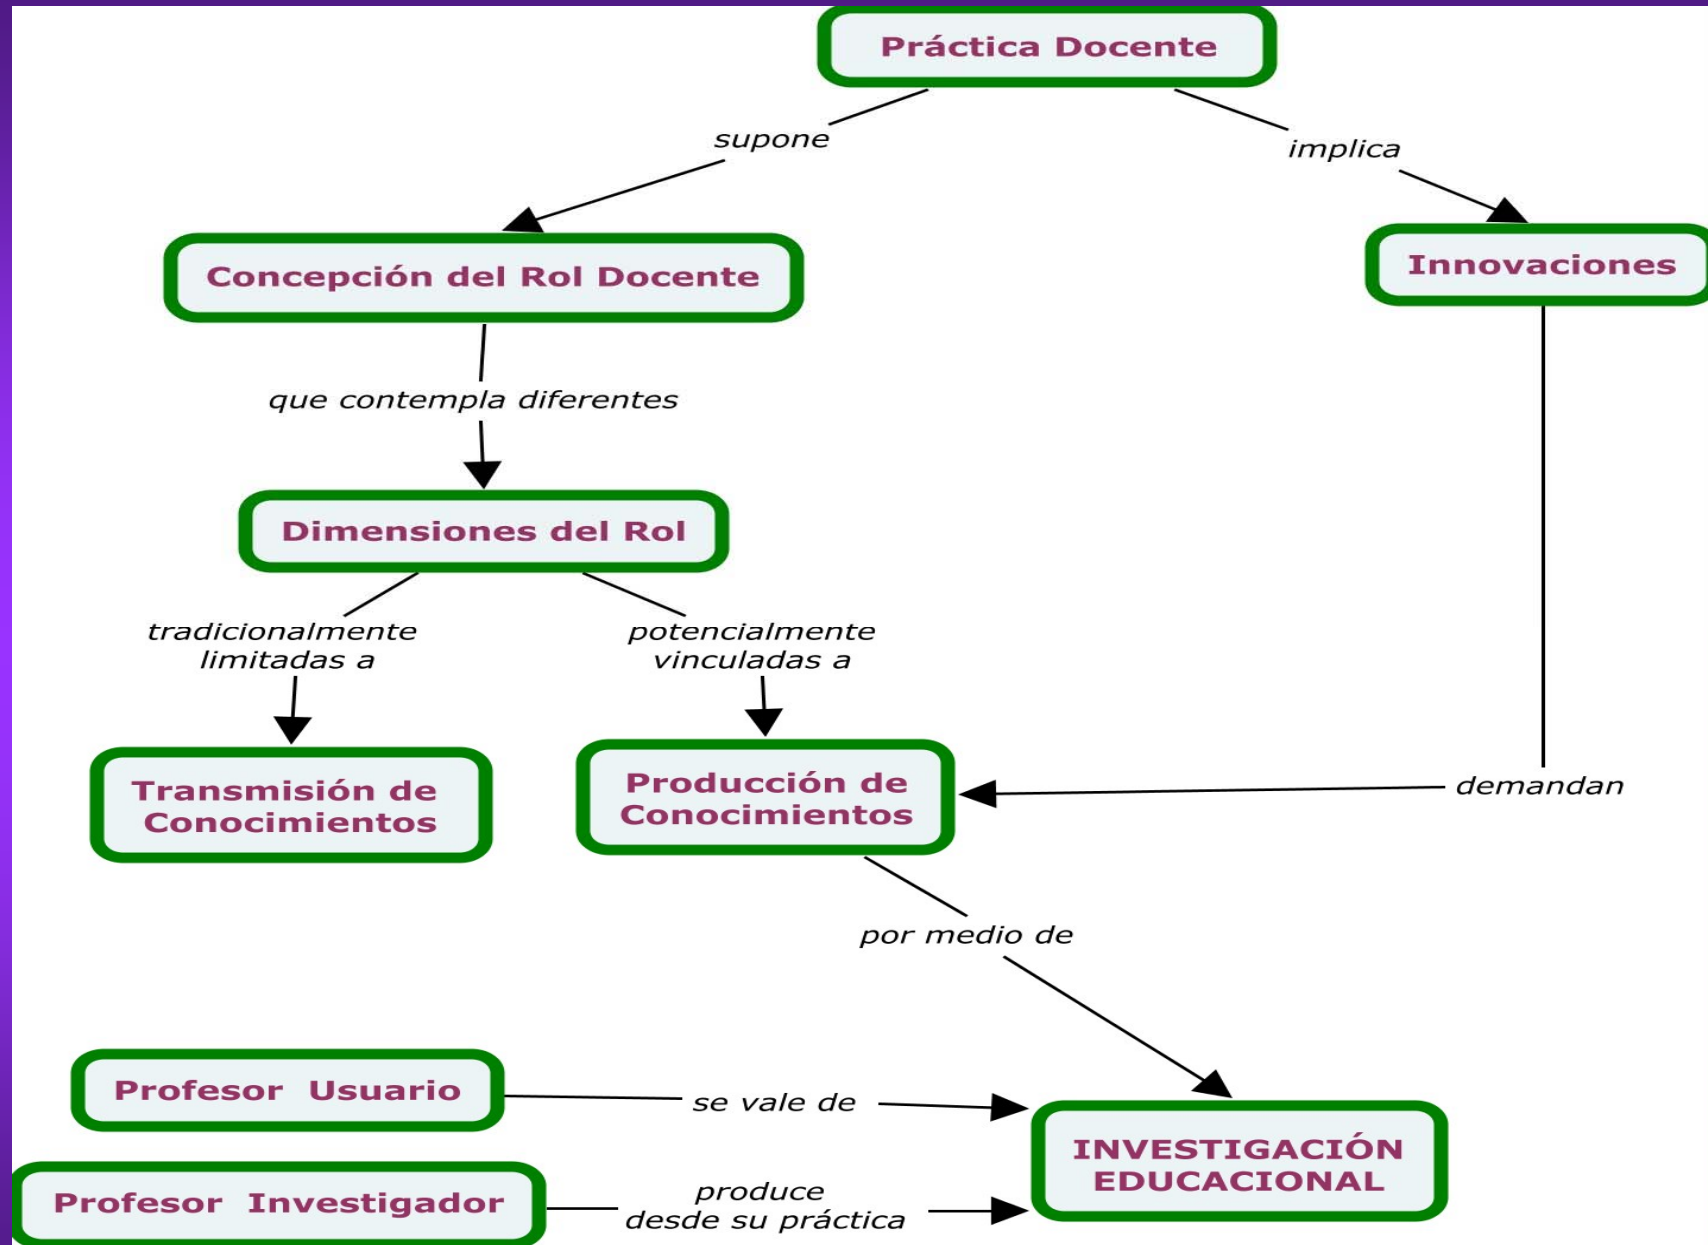 Práctica Docente
supone
implica
Concepción del Rol Docente
Innovaciones
que contempla diferentes
Dimensiones del Rol
tradicionalmente
limitadas a
potencialmente
vinculadas a
Transmisión de
Conocimientos
Producción de
Conocimientos
demandan
por medio de
Profesor Usuario
se vale de
INVESTIGACIÓN
EDUCACIONAL
Profesor Investigador
produce
desde su práctica